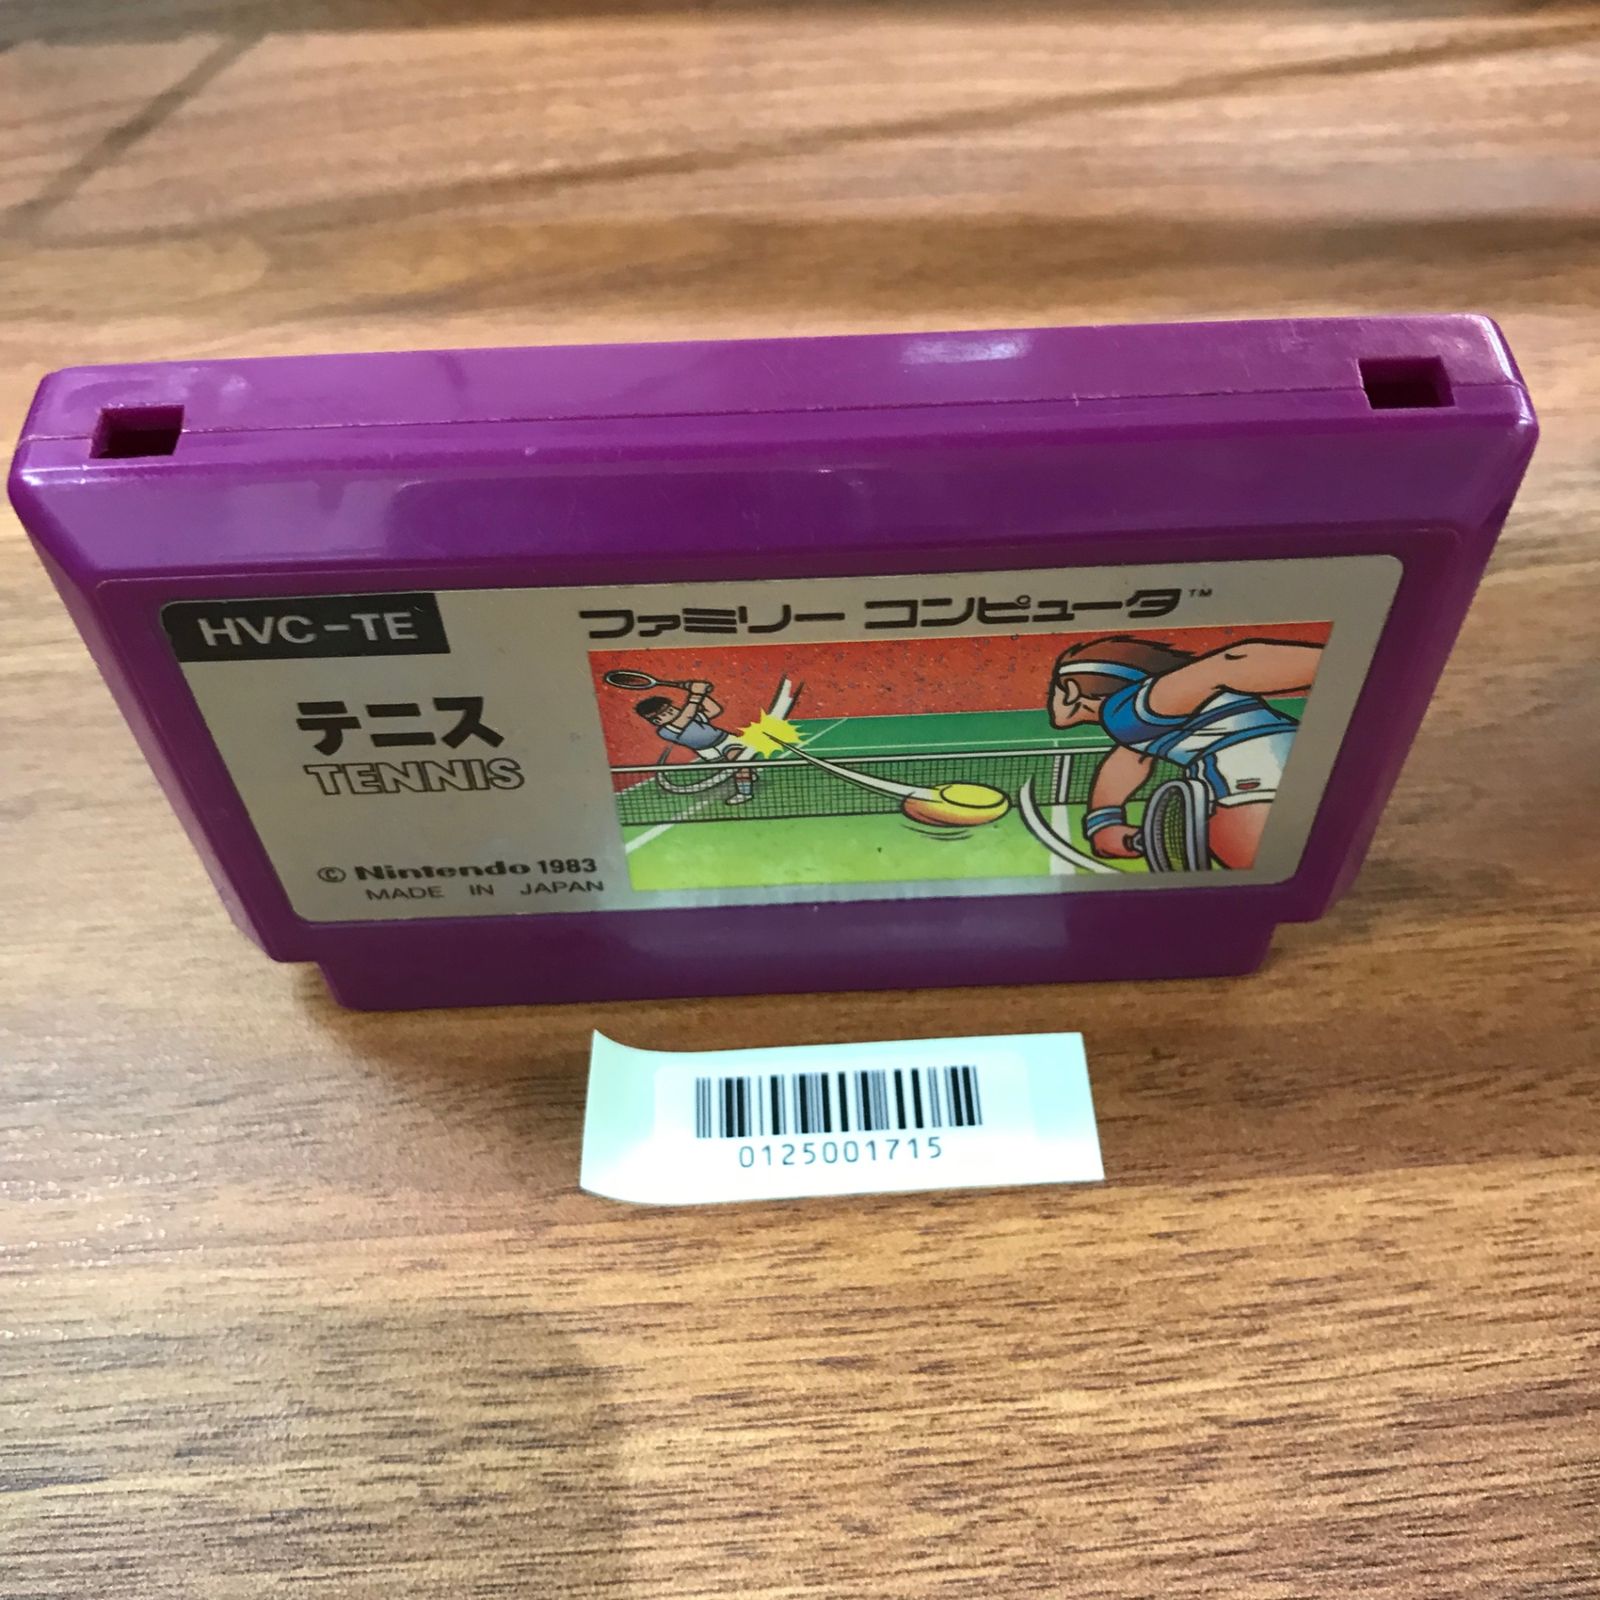 HVC-TE
ファミリー コンピュータ™
テニス
TENNIS
© Nintendo 1983
MADE IN JAPAN
0125001715